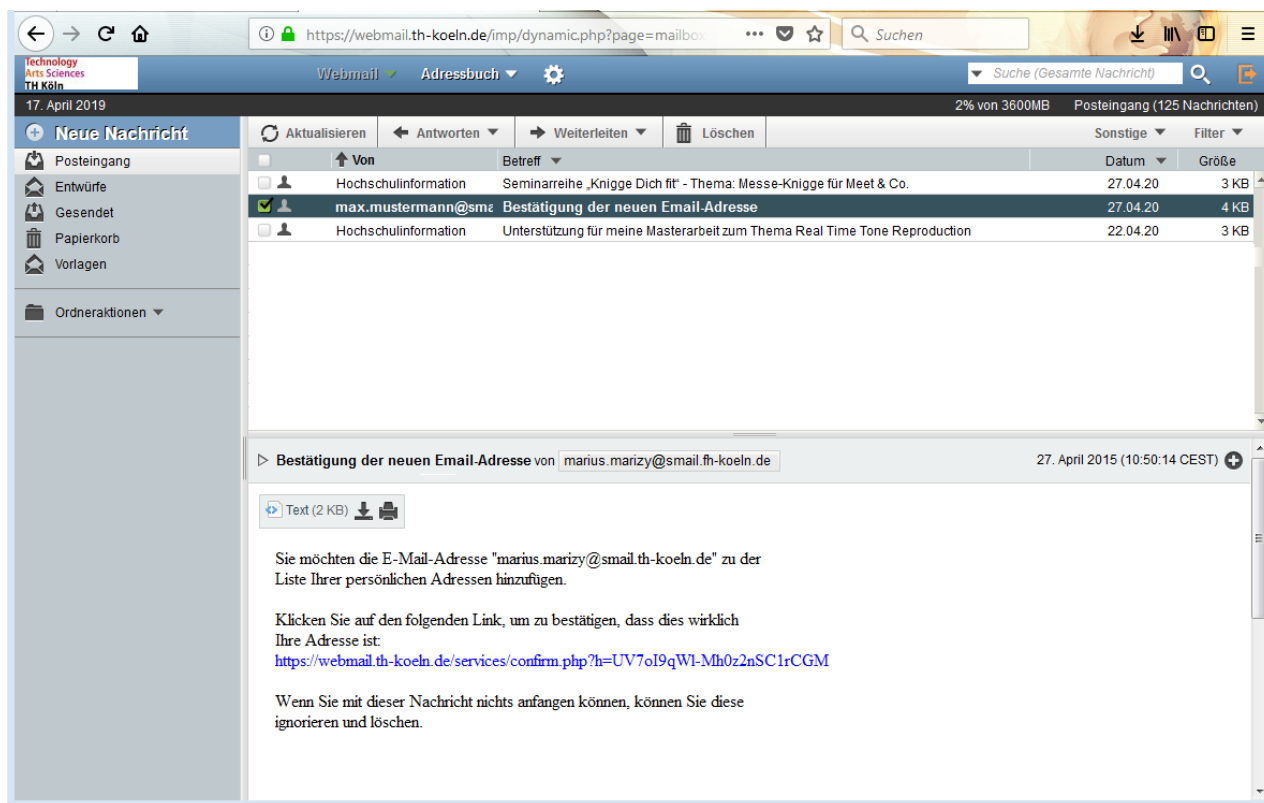 https://webmail.th-koeln.de/imp/dynamic.php?page=mailbox ••• Suchen
Technology
Arts Sciences
TH Köln
Webmail Adressbuch Suche (Gesamte Nachricht)
17. April 2019 2% von 3600MB Posteingang (125 Nachrichten)
Neue Nachricht Aktualisieren Antworten Weiterleiten Löschen Sonstige Filter
Posteingang Von Betreff Datum Größe
Hochschulinformation Seminarreihe „Knigge Dich fit“ - Thema: Messe-Knigge für Meet & Co. 27.04.20 3 KB
Entwürfe
max.mustermann@sma Bestätigung der neuen Email-Adresse 27.04.20 4 KB
Gesendet
Hochschulinformation Unterstützung für meine Masterarbeit zum Thema Real Time Tone Reproduction 22.04.20 3 KB
Papierkorb
Vorlagen
Ordneraktionen
Bestätigung der neuen Email-Adresse von marius.marizy@smail.fh-koeln.de 27. April 2015 (10:50:14 CEST)
Text (2 KB)
Sie möchten die E-Mail-Adresse "marius.marizy@smail.th-koeln.de" zu der
Liste Ihrer persönlichen Adressen hinzufügen.
Klicken Sie auf den folgenden Link, um zu bestätigen, dass dies wirklich
Ihre Adresse ist:
https://webmail.th-koeln.de/services/confirm.php?h=UV7oI9qWl-Mh0z2nSC1rCGM
Wenn Sie mit dieser Nachricht nichts anfangen können, können Sie diese
ignorieren und löschen.